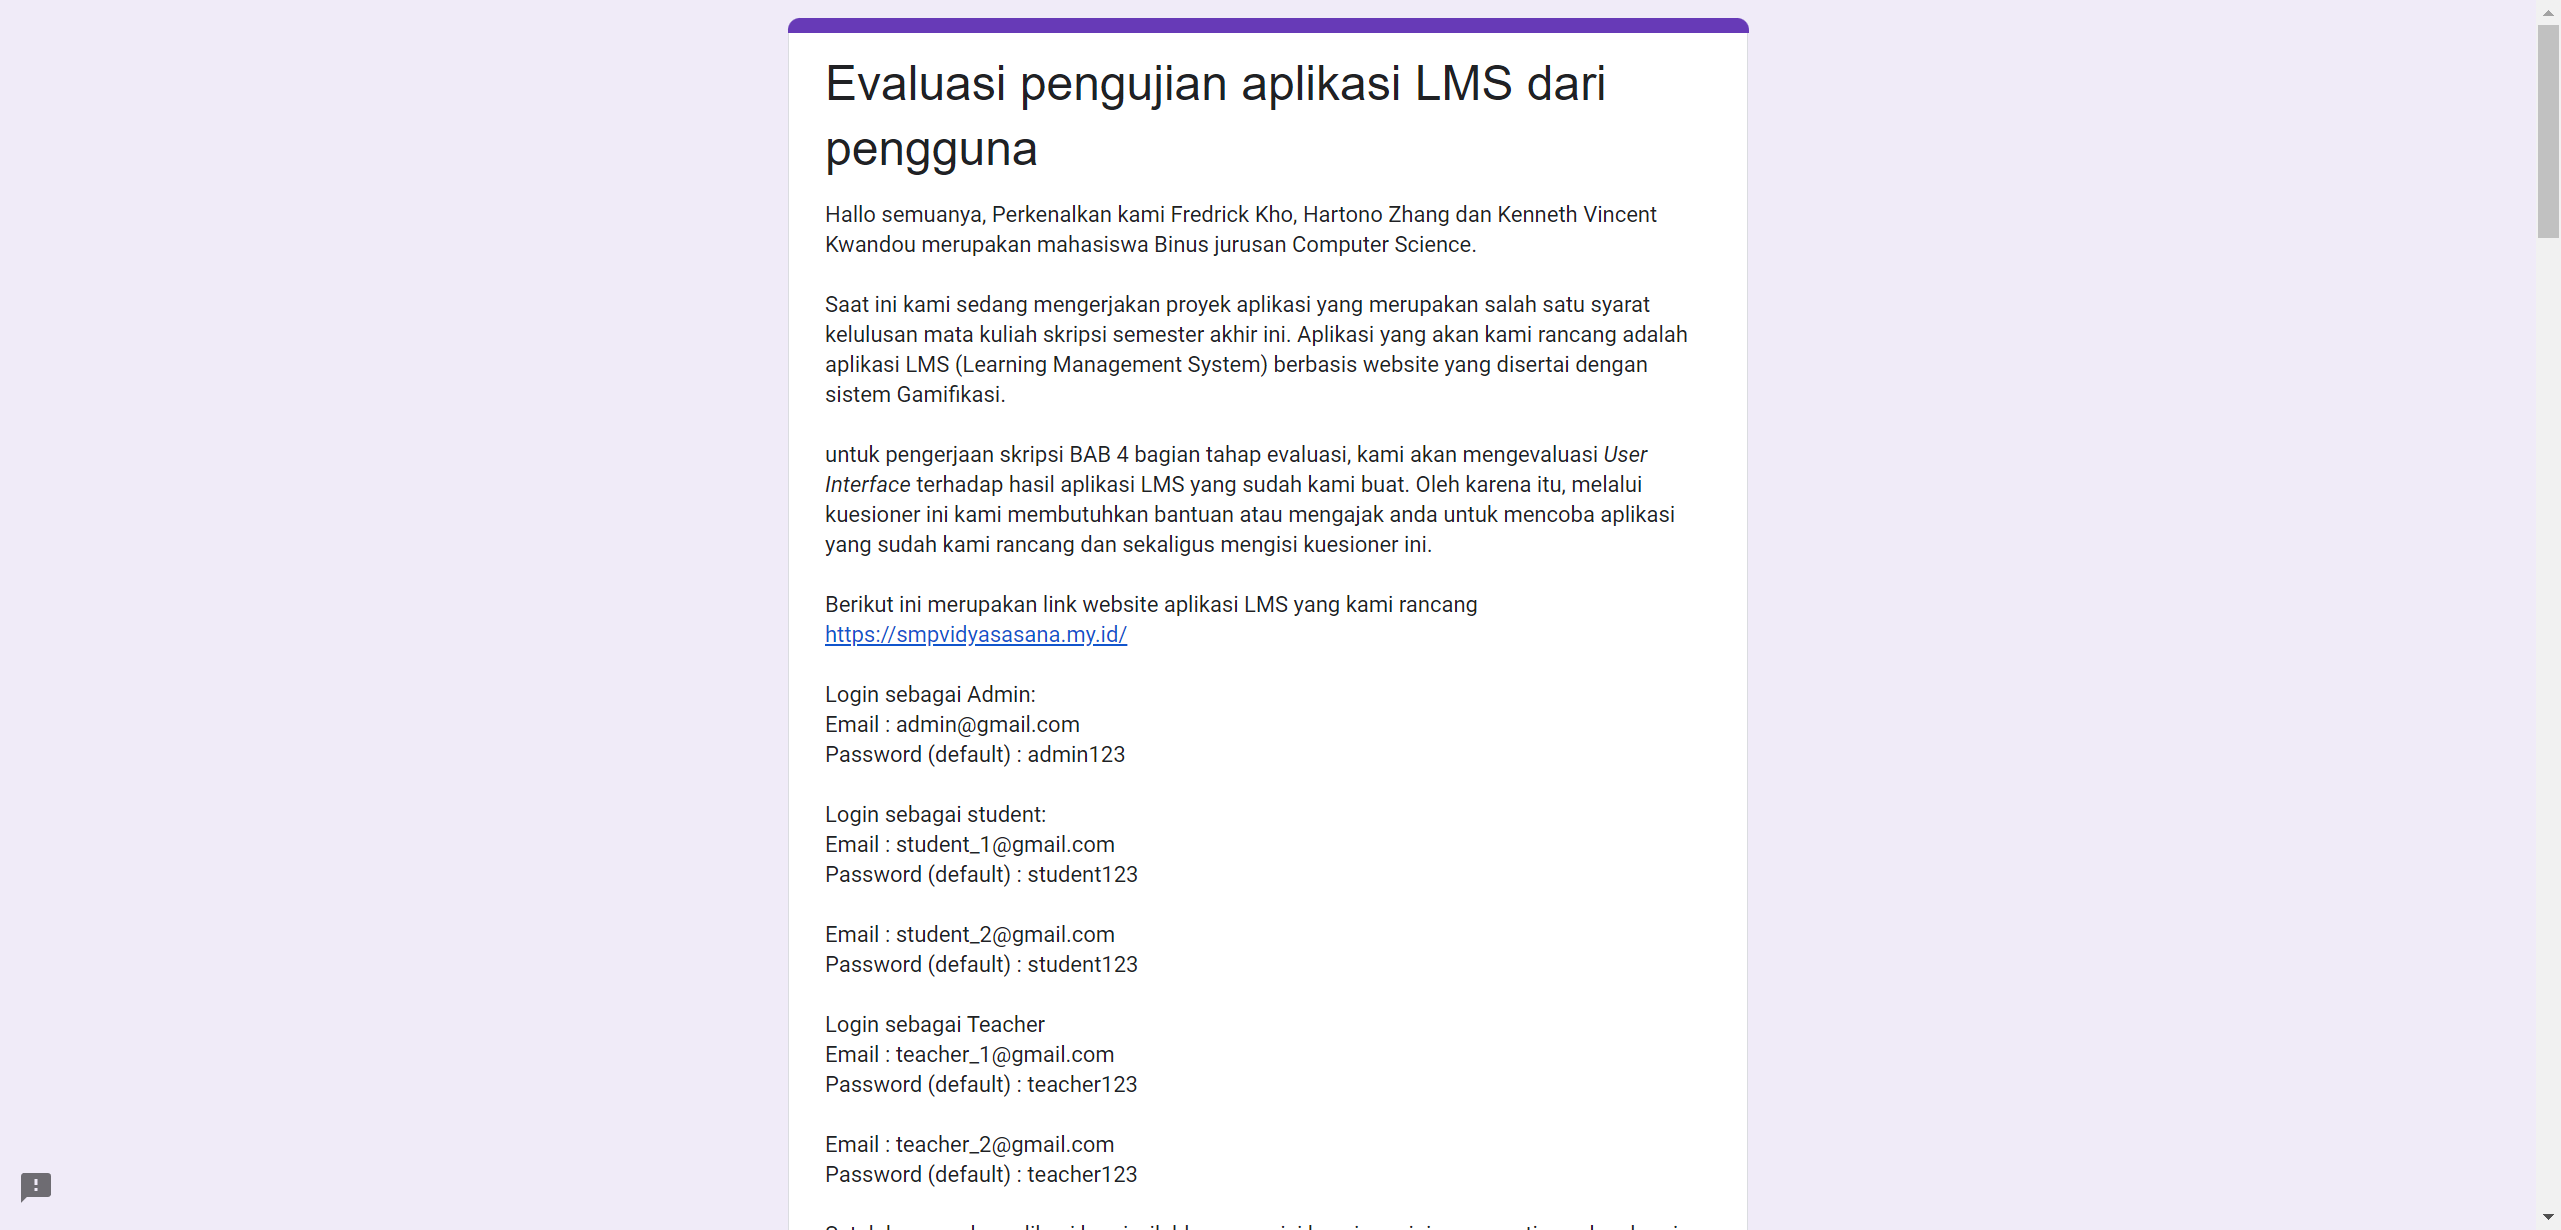 Evaluasi pengujian aplikasi LMS dari
pengguna
Hallo semuanya, Perkenalkan kami Fredrick Kho, Hartono Zhang dan Kenneth Vincent
Kwandou merupakan mahasiswa Binus jurusan Computer Science.
Saat ini kami sedang mengerjakan proyek aplikasi yang merupakan salah satu syarat
kelulusan mata kuliah skripsi semester akhir ini. Aplikasi yang akan kami rancang adalah
aplikasi LMS (Learning Management System) berbasis website yang disertai dengan
sistem Gamifikasi.
untuk pengerjaan skripsi BAB 4 bagian tahap evaluasi, kami akan mengevaluasi User
Interface terhadap hasil aplikasi LMS yang sudah kami buat. Oleh karena itu, melalui
kuesioner ini kami membutuhkan bantuan atau mengajak anda untuk mencoba aplikasi
yang sudah kami rancang dan sekaligus mengisi kuesioner ini.
Berikut ini merupakan link website aplikasi LMS yang kami rancang
https://smpvidyasasana.my.id/
Login sebagai Admin:
Email : admin@gmail.com
Password (default) : admin123
Login sebagai student:
Email : student_1@gmail.com
Password (default) : student123
Email : student_2@gmail.com
Password (default) : student123
Login sebagai Teacher
Email : teacher_1@gmail.com
Password (default) : teacher123
Email : teacher_2@gmail.com
Password (default) : teacher123